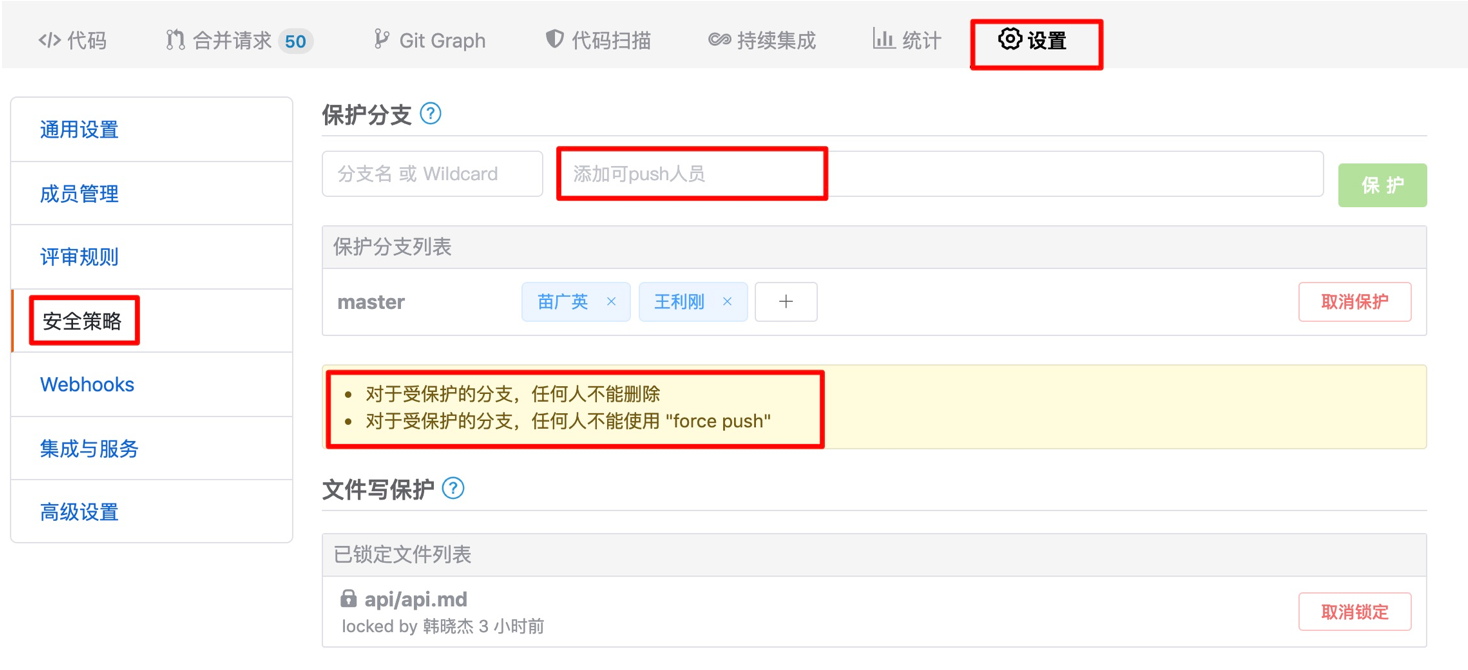 代码 合并请求 50 Git Graph 代码扫描 持续集成 统计 设置
通用设置
成员管理
评审规则
安全策略
Webhooks
集成与服务
高级设置
保护分支 ?
分支名 或 Wildcard 添加可push人员 保 护
保护分支列表
master 苗广英 × 王利刚 × + 取消保护
• 对于受保护的分支，任何人不能删除
• 对于受保护的分支，任何人不能使用 "force push"
文件写保护 ?
已锁定文件列表
api/api.md 取消锁定
locked by 韩晓杰 3 小时前